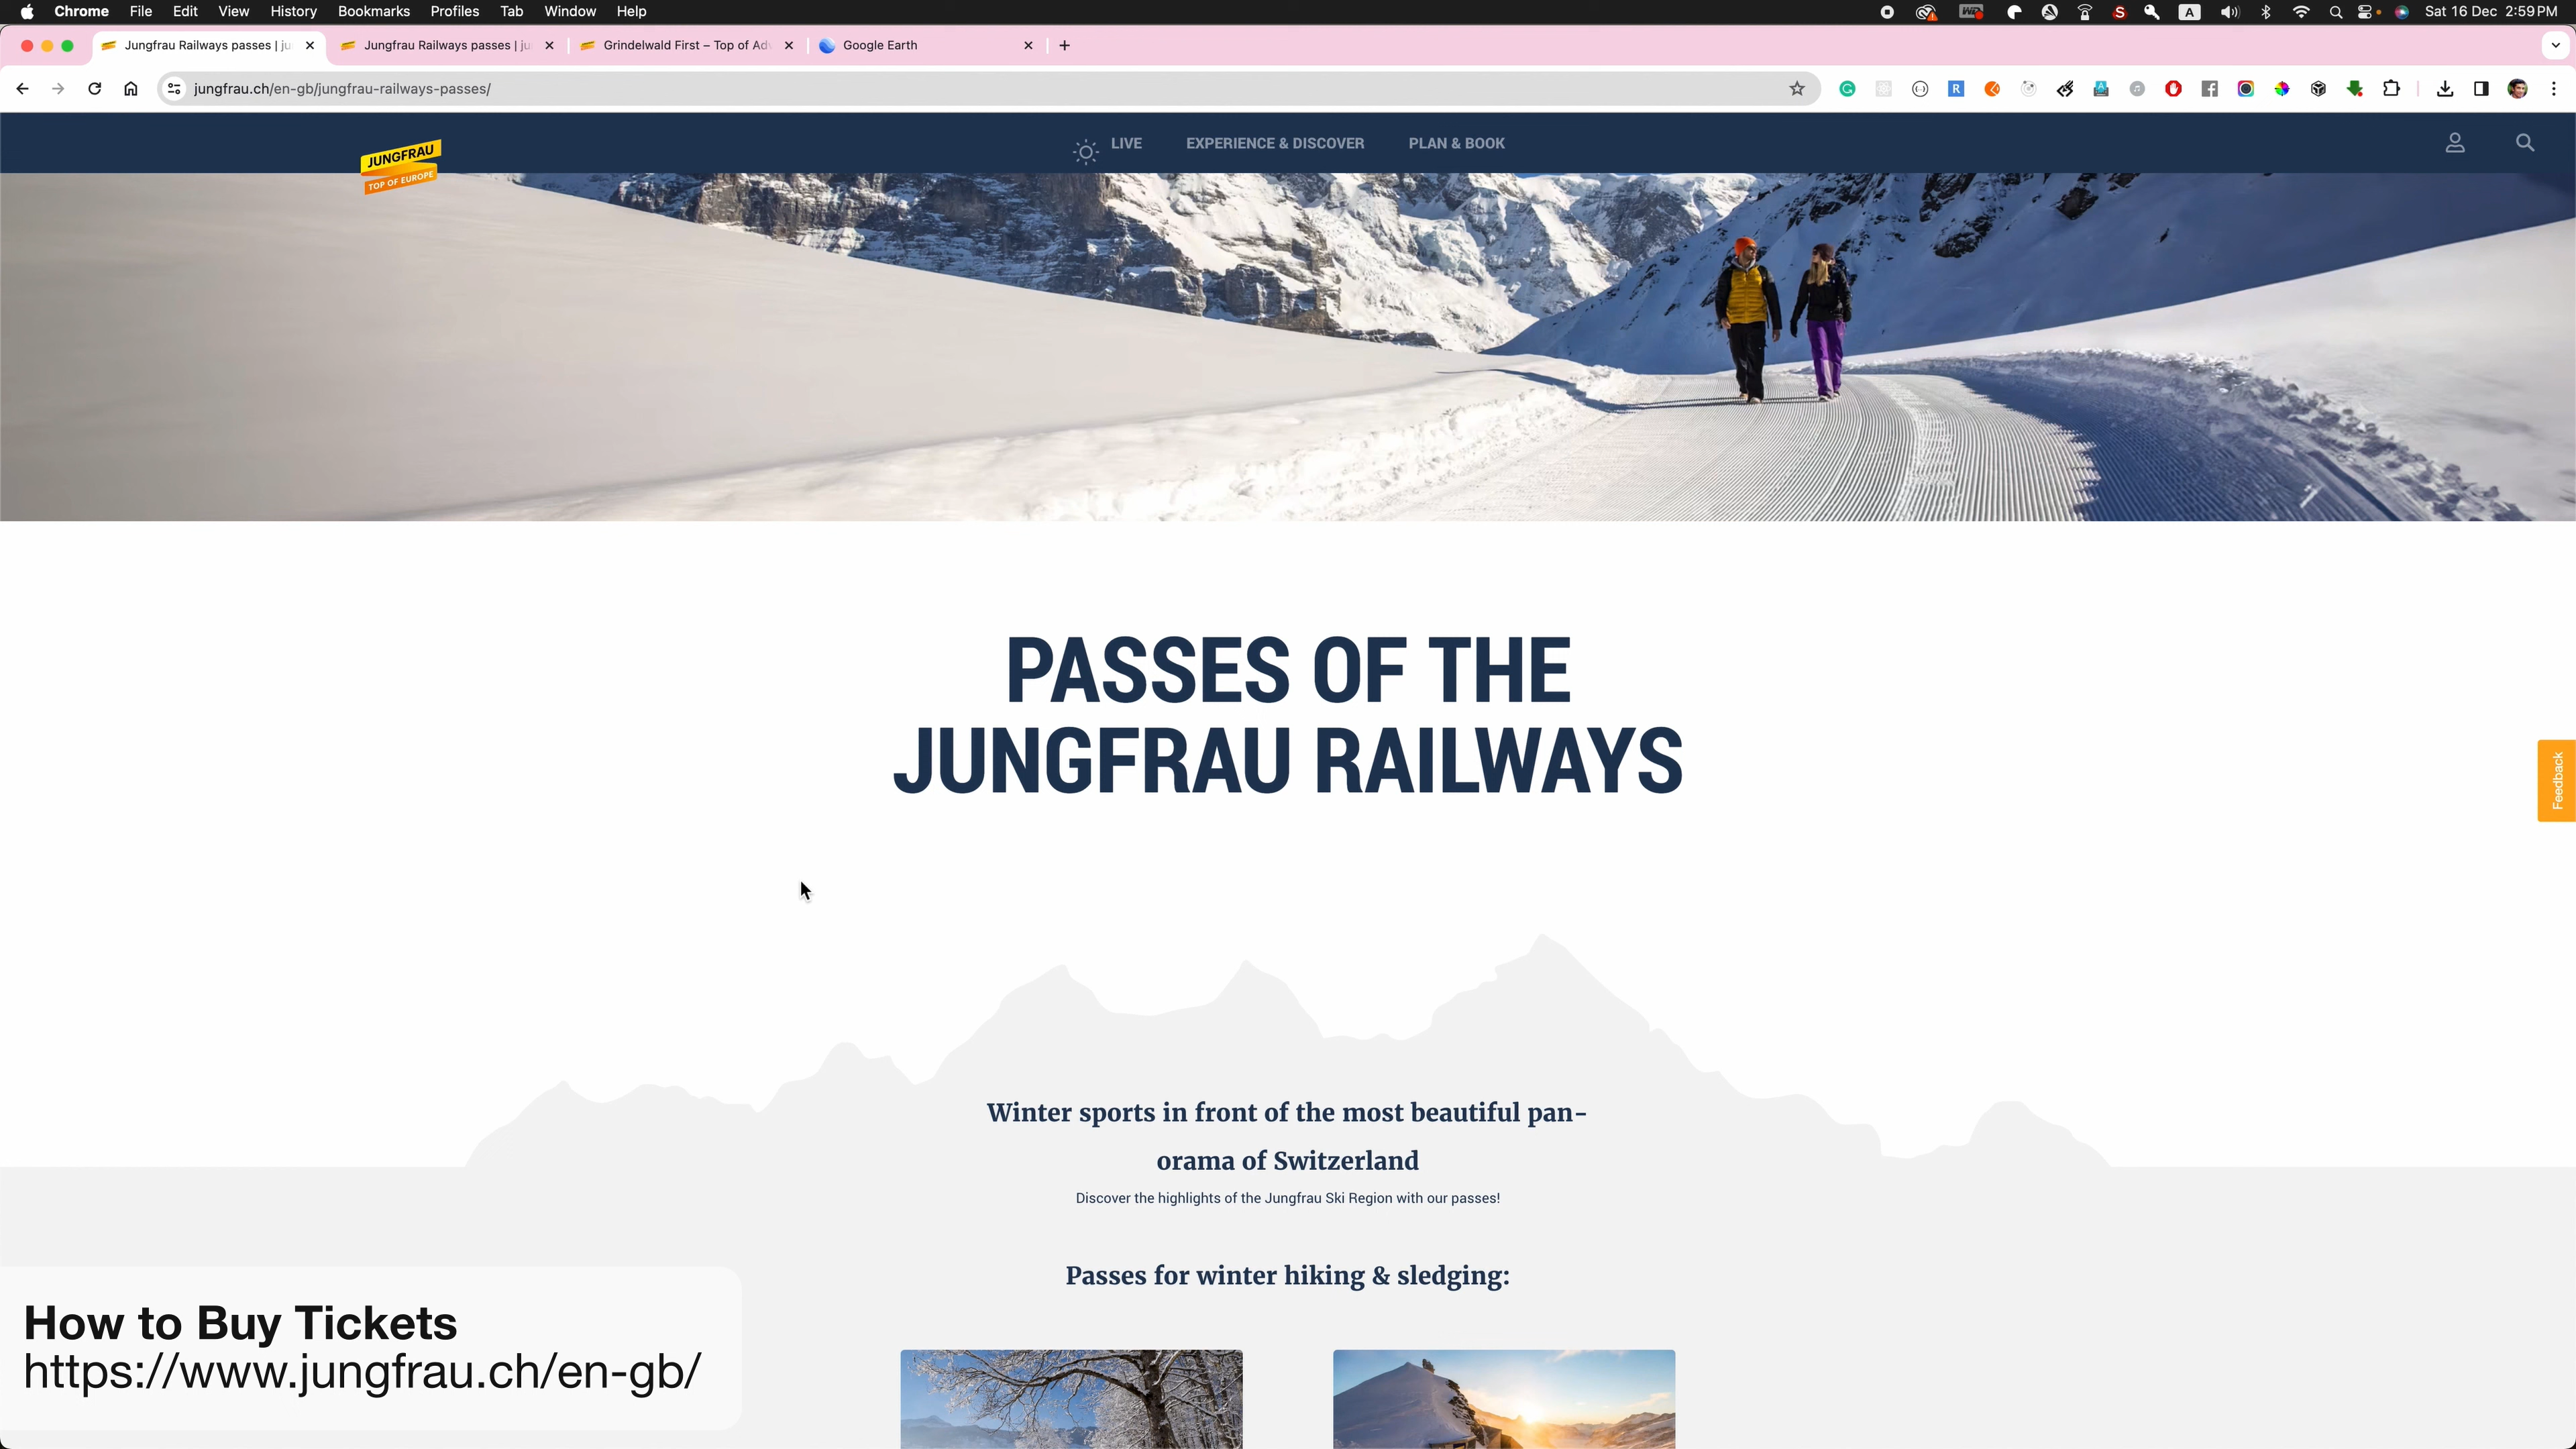 Chrome File Edit View History Bookmarks Profiles Tab Window Help
A
Sat 16 Dec 2:59 PM
Jungfrau Railways passes | ju
Jungfrau Railways passes | ju
Grindelwald First – Top of Adv
Google Earth
jungfrau.ch/en-gb/jungfrau-railways-passes/
JUNGFRAU
TOP OF EUROPE
LIVE
EXPERIENCE & DISCOVER
PLAN & BOOK
PASSES OF THE
JUNGFRAU RAILWAYS
Feedback
Winter sports in front of the most beautiful pan-
orama of Switzerland
Discover the highlights of the Jungfrau Ski Region with our passes!
Passes for winter hiking & sledging:
How to Buy Tickets
https://www.jungfrau.ch/en-gb/